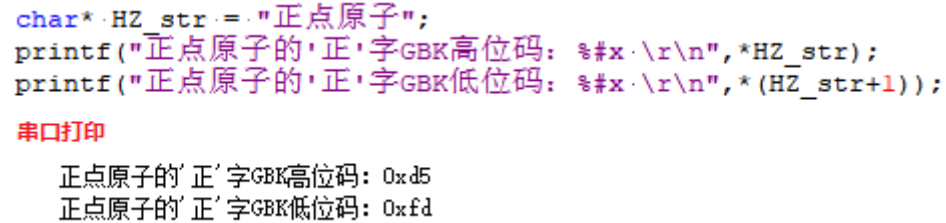 char* HZ_str = "正点原子";
printf("正点原子的'正'字GBK高位码：%#x \r\n",*HZ_str);
printf("正点原子的'正'字GBK低位码：%#x \r\n",*(HZ_str+1));
串口打印
正点原子的'正'字GBK高位码：0xd5
正点原子的'正'字GBK低位码：0xfd